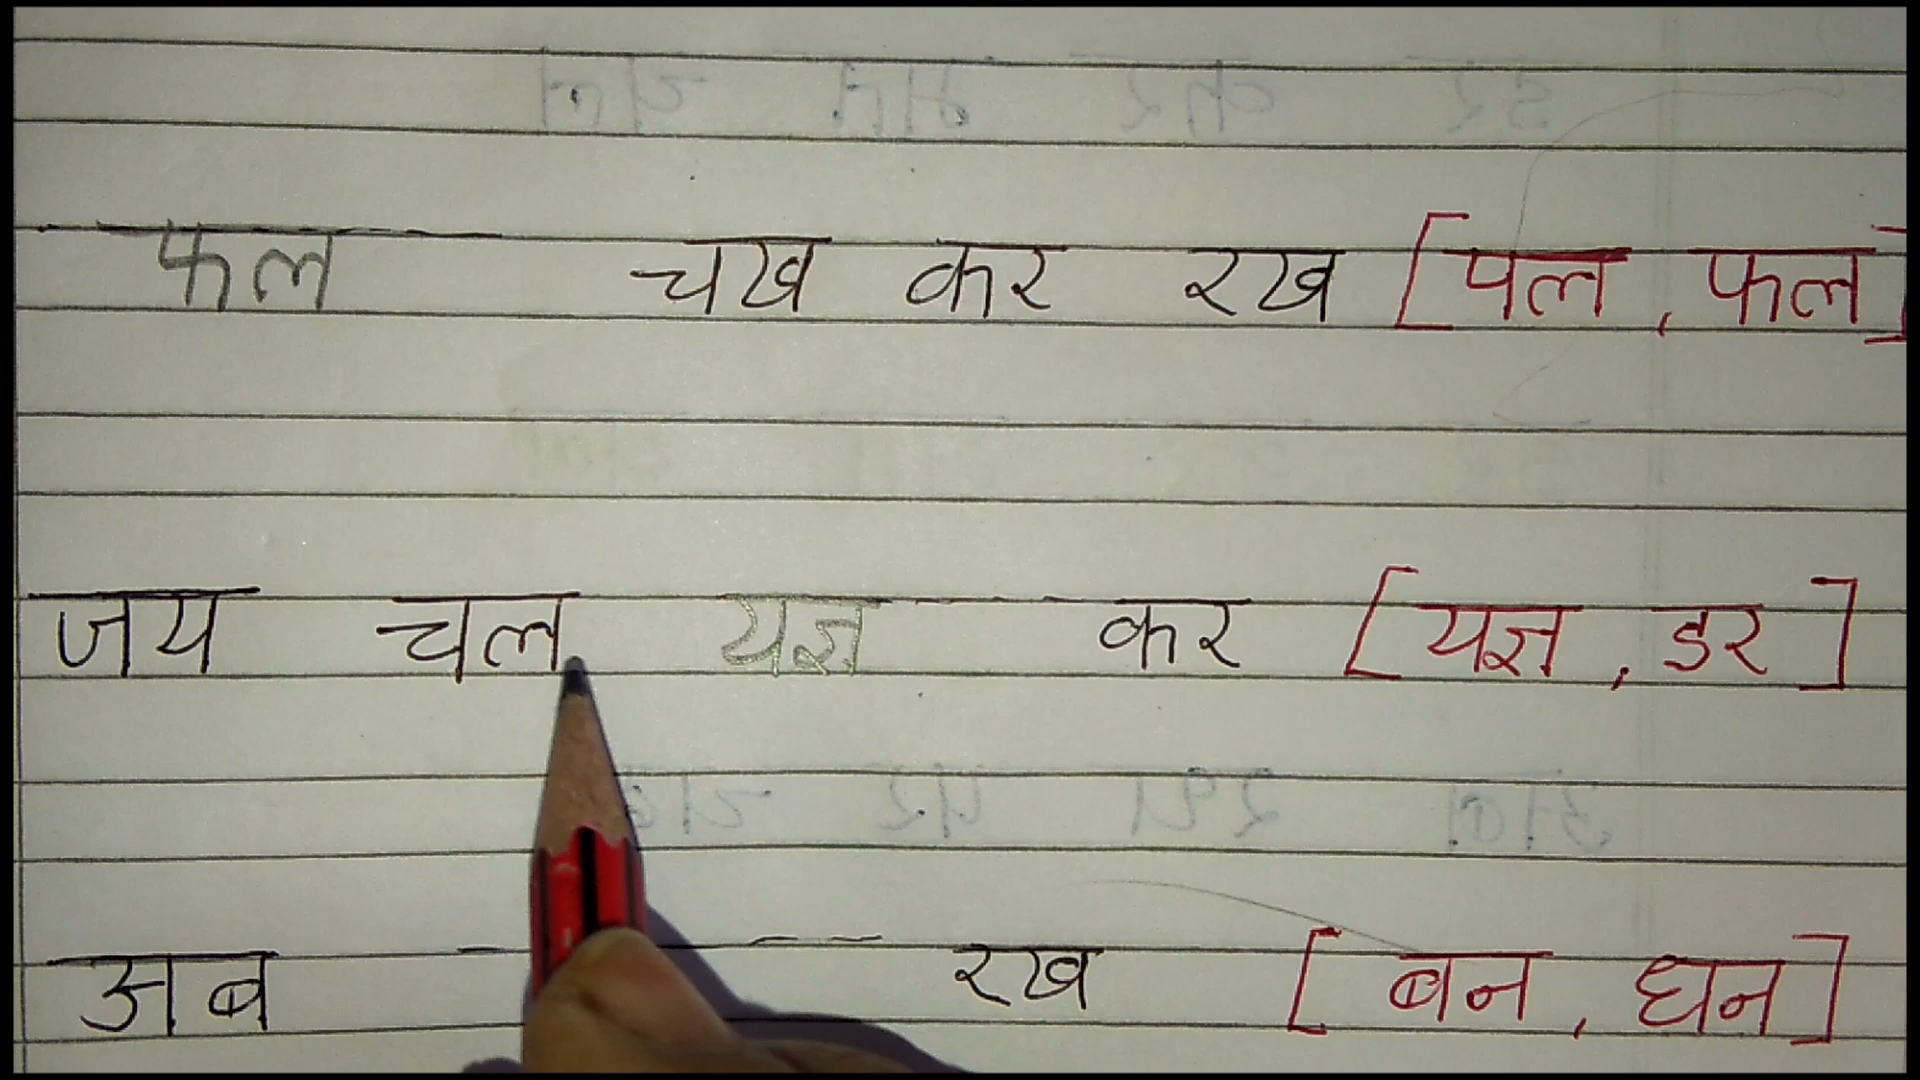 फल चख कर रख [पल, फल]
जय चल यज्ञ कर [यज्ञ, डर]
अब रख [बन, धन]